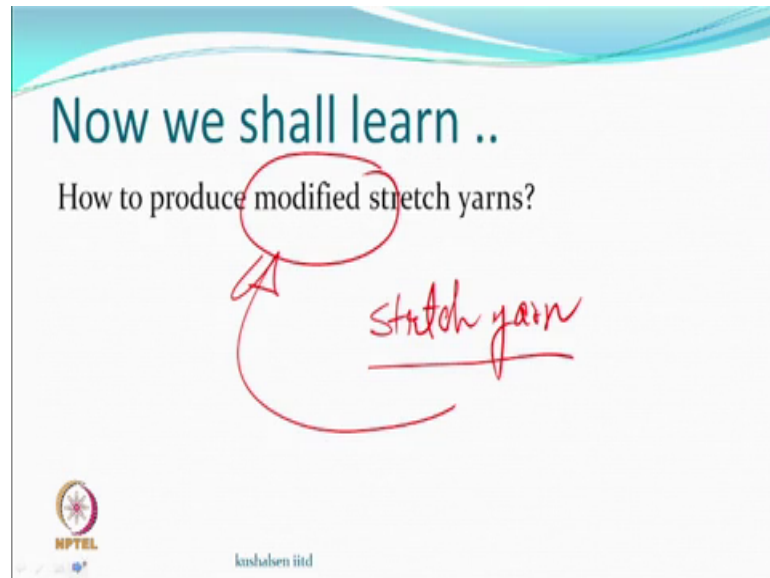 Now we shall learn ..
How to produce modified stretch yarns?
stretch yarn
NPTEL
kushalsen iitd